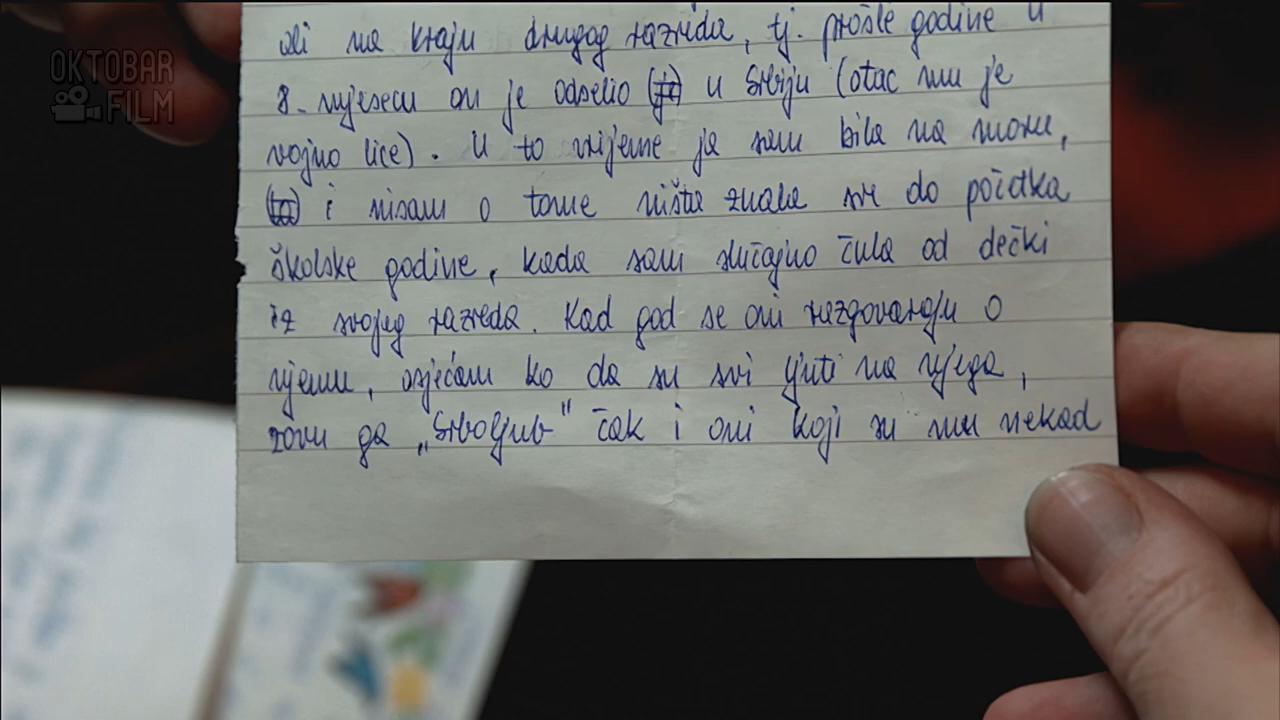 OKTOBAR
FILM
ali na kraju drugog razreda, tj. prošle godine u
8. mjesecu on je odselio (je) u Srbiju (otac mu je
vojno lice). U to vrijeme ja sam bila na moru,
(ta) i nisam o tome ništa znala sve do početka
školske godine, kada sam slučajno čula od dečki
iz svojeg razreda. Kad god se oni razgovaraju o
njemu, osjećam ko da su svi ljuti na njega,
zovu ga „Srboljub" čak i oni koji su mu nekad